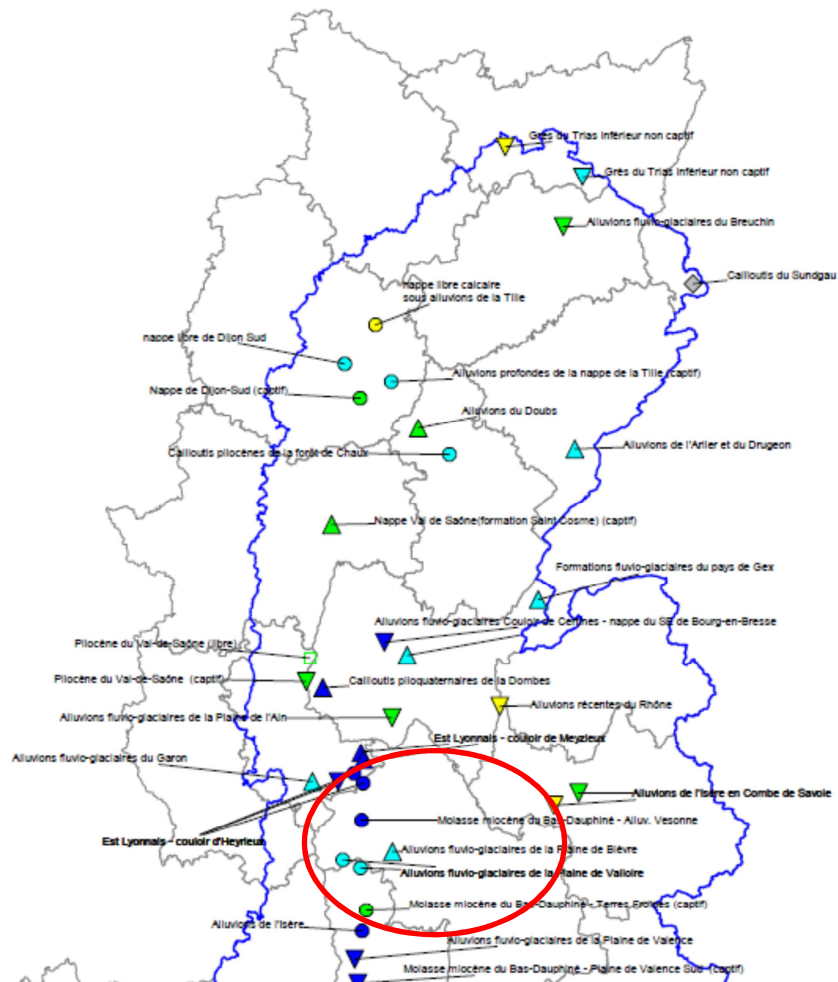 Grès du Trias inférieur non captif
Grès du Trias inférieur non captif
Alluvions fluvio-glaciaires du Breuchin
Cailloutis du Sundgau
nappe libre calcaire
sous alluvions de la Tille
nappe libre de Dijon Sud
Alluvions profondes de la nappe de la Tille (captif)
Nappe de Dijon-Sud (captif)
Alluvions du Doubs
Alluvions de l'Arlier et du Drugeon
Cailloutis pliocènes de la forêt de Chaux
Nappe Val de Saône(formation Saint Cosme) (captif)
Formations fluvio-glaciaires du pays de Gex
Alluvions fluvio-glaciaires Couloir de Certines - nappe du SE de Bourg-en-Bresse
Pliocène du Val-de-Saône (libre)
Pliocène du Val-de-Saône (captif)
Cailloutis plioquaternaires de la Dombes
Alluvions récentes du Rhône
Alluvions fluvio-glaciaires de la Plaine de l'Ain
Est Lyonnais - couloir de Meyzieux
Alluvions fluvio-glaciaires du Garon
Alluvions de l'Isère en Combe de Savoie
Molasse miocène du Bas-Dauphiné - Alluv. Vesonne
Est Lyonnais - couloir d'Heyrieux
Alluvions fluvio-glaciaires de la Plaine de Bièvre
Alluvions fluvio-glaciaires de la Plaine de Valloire
Molasse miocène du Bas-Dauphiné - Terres Froides (captif)
Alluvions de l'Isère
Alluvions fluvio-glaciaires de la Plaine de Valence
Molasse miocène du Bas-Dauphiné - Plaine de Valence Sud (captif)